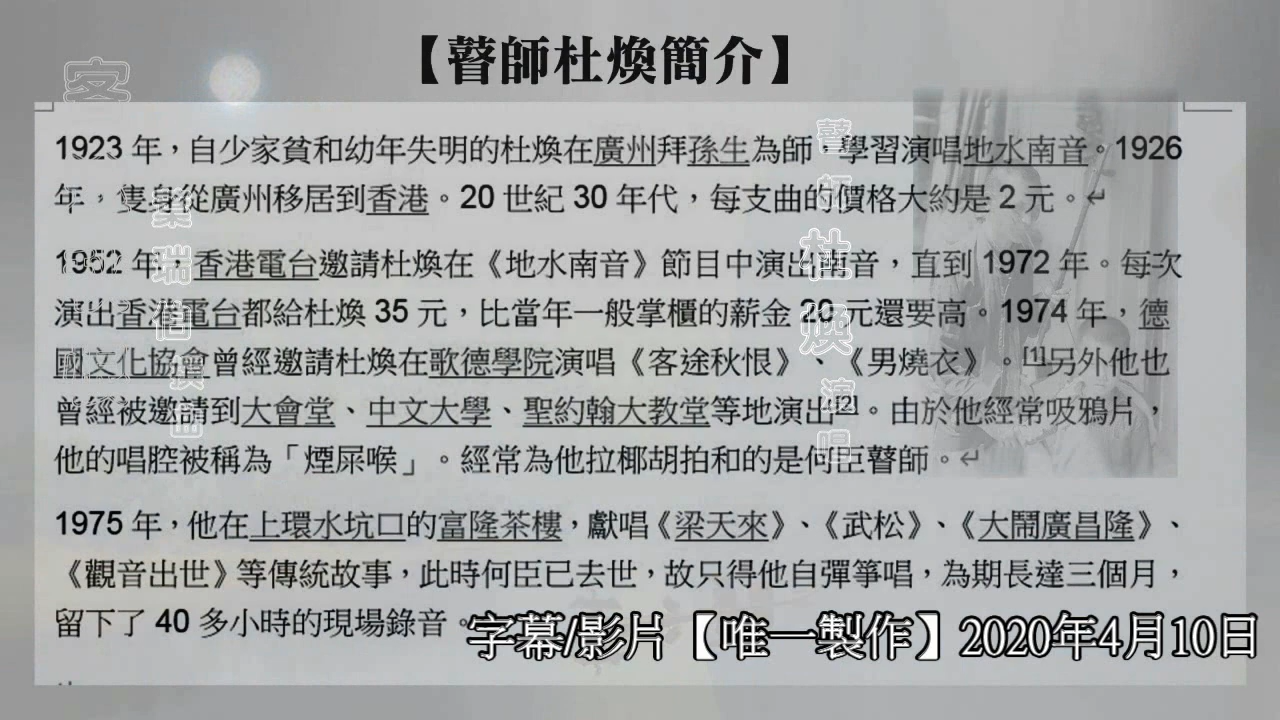 【瞽師杜煥簡介】
1923 年，自少家貧和幼年失明的杜煥在廣州拜孫生為師，學習演唱地水南音。1926
年，隻身從廣州移居到香港。20 世紀 30 年代，每支曲的價格大約是 2 元。↵
1952 年，香港電台邀請杜煥在《地水南音》節目中演出南音，直到 1972 年。每次
演出香港電台都給杜煥 35 元，比當年一般掌櫃的薪金 20 元還要高。1974 年，德
國文化協會曾經邀請杜煥在歌德學院演唱《客途秋恨》、《男燒衣》。[1]另外他也
曾經被邀請到大會堂、中文大學、聖約翰大教堂等地演出[2]。由於他經常吸鴉片，
他的唱腔被稱為「煙屎喉」。經常為他拉椰胡拍和的是何臣瞽師。↵
1975 年，他在上環水坑口的富隆茶樓，獻唱《梁天來》、《武松》、《大鬧廣昌隆》、
《觀音出世》等傳統故事，此時何臣已去世，故只得他自彈箏唱，為期長達三個月，
留下了 40 多小時的現場錄音。
客
瞽師杜煥演唱
字幕/影片【唯一製作】2020年4月10日